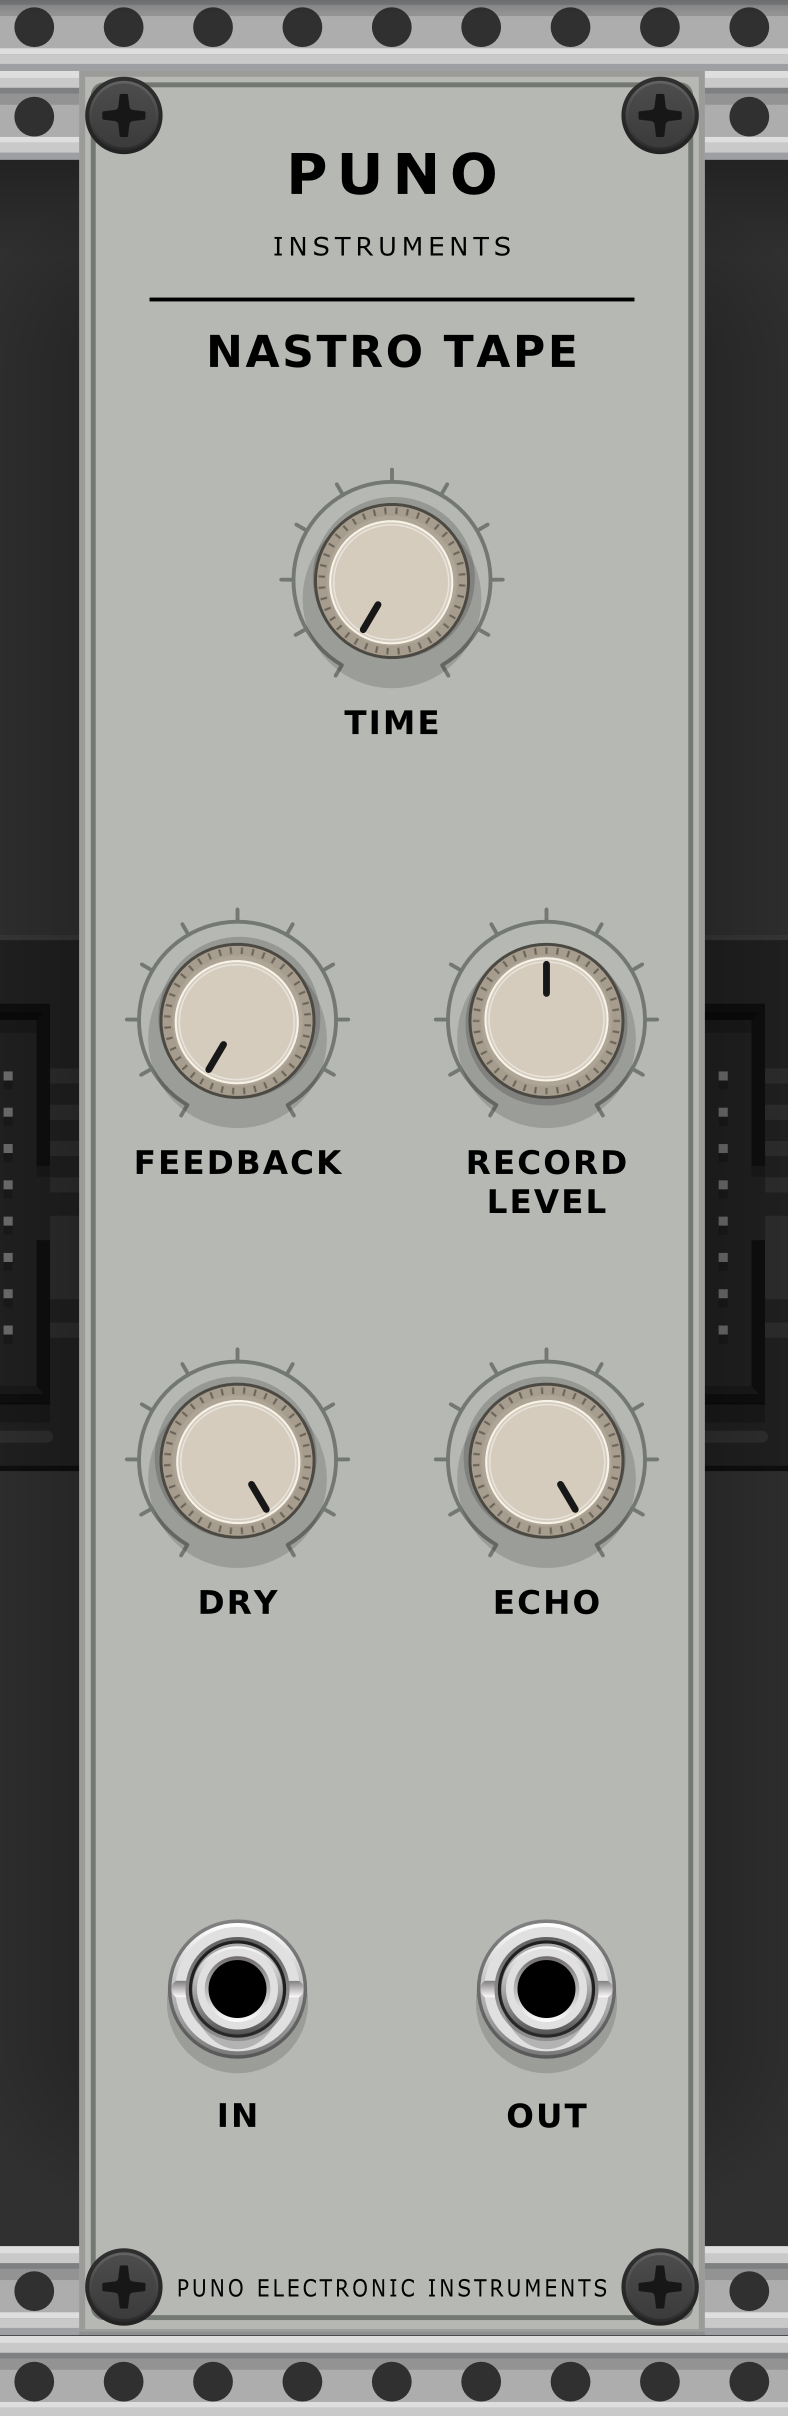 PUNO
INSTRUMENTS
NASTRO TAPE
TIME
FEEDBACK
RECORD
LEVEL
DRY
ECHO
IN
OUT
PUNO ELECTRONIC INSTRUMENTS